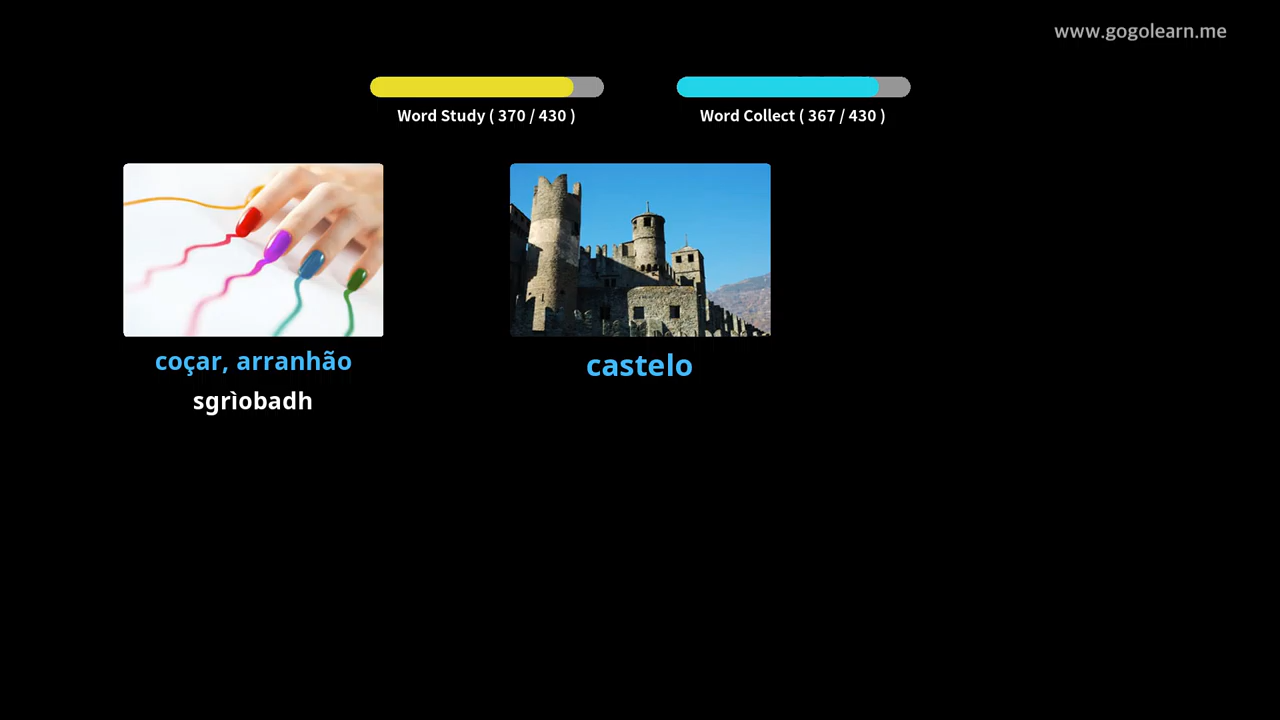 www.gogolearn.me
Word Study ( 370 / 430 )
Word Collect ( 367 / 430 )
coçar, arranhão
sgrìobadh
castelo